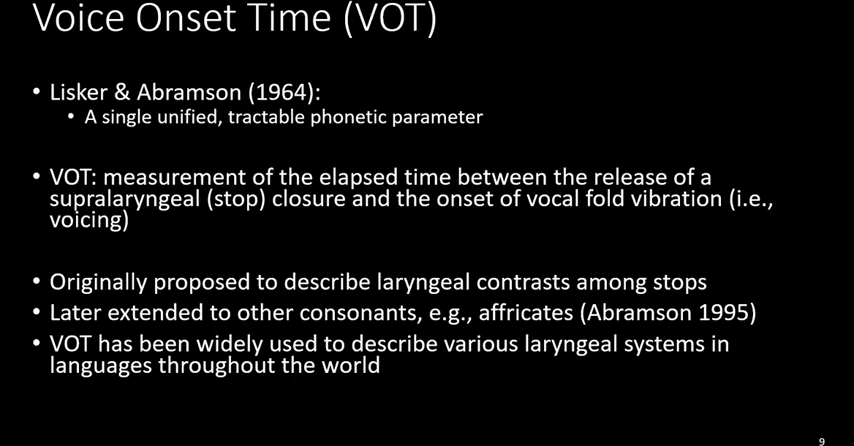 Voice Onset Time (VOT)
• Lisker & Abramson (1964):
• A single unified, tractable phonetic parameter
• VOT: measurement of the elapsed time between the release of a
supralaryngeal (stop) closure and the onset of vocal fold vibration (i.e.,
voicing)
• Originally proposed to describe laryngeal contrasts among stops
• Later extended to other consonants, e.g., affricates (Abramson 1995)
• VOT has been widely used to describe various laryngeal systems in
languages throughout the world
9